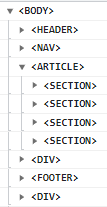 <BODY>
<HEADER>
<NAV>
<ARTICLE>
<SECTION>
<SECTION>
<SECTION>
<SECTION>
<DIV>
<FOOTER>
<DIV>